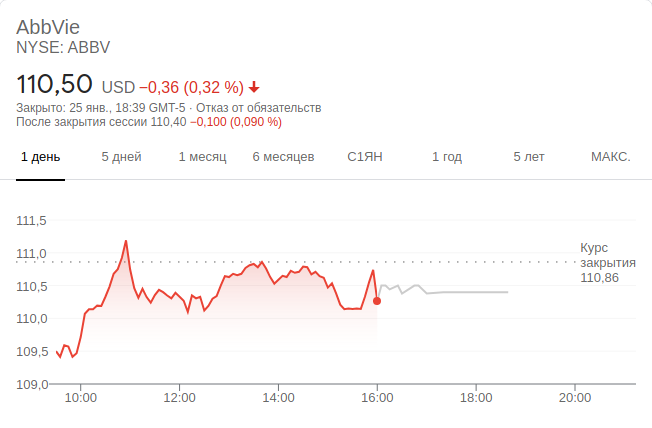 AbbVie
NYSE: ABBV
110,50 USD −0,36 (0,32 %)
Закрыто: 25 янв., 18:39 GMT-5 · Отказ от обязательств
После закрытия сессии 110,40 −0,100 (0,090 %)
1 день 5 дней 1 месяц 6 месяцев С1ЯН 1 год 5 лет МАКС.
111,5
111,0
110,5
110,0
109,5
109,0
Курс
закрытия
110,86
10:00 12:00 14:00 16:00 18:00 20:00